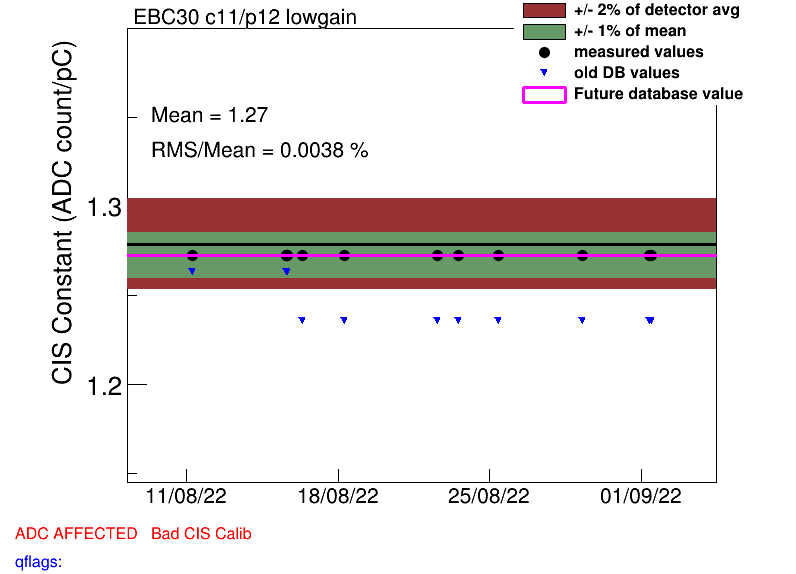 EBC30 c11/p12 lowgain
+/- 2% of detector avg
+/- 1% of mean
measured values
old DB values
Future database value
Mean = 1.27
RMS/Mean = 0.0038 %
CIS Constant (ADC count/pC)
1.3
1.2
11/08/22 18/08/22 25/08/22 01/09/22
ADC AFFECTED Bad CIS Calib
qflags: